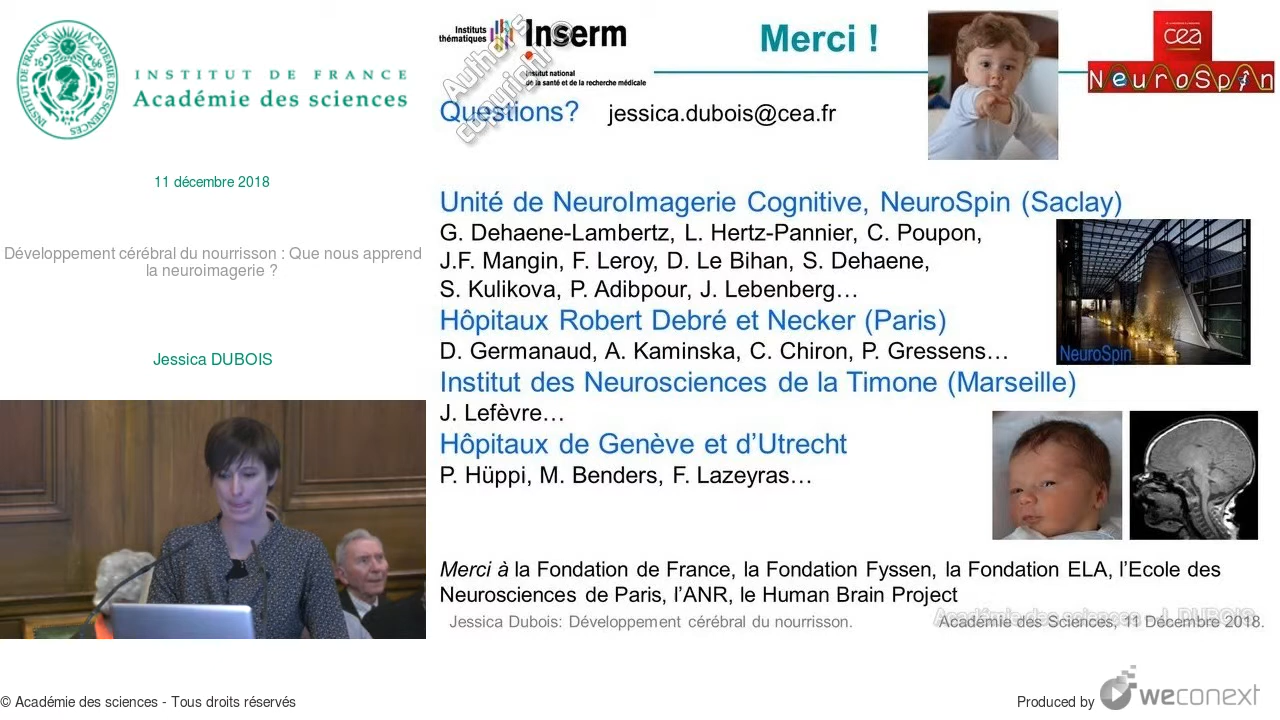 INSTITUT DE FRANCE
Académie des sciences
11 décembre 2018
Développement cérébral du nourrisson : Que nous apprend
la neuroimagerie ?
Jessica DUBOIS
Instituts
thématiques
Inserm
Institut national
de la santé et de la recherche médicale
Merci !
cea
NeuroSpin
Questions? jessica.dubois@cea.fr
Unité de NeuroImagerie Cognitive, NeuroSpin (Saclay)
G. Dehaene-Lambertz, L. Hertz-Pannier, C. Poupon,
J.F. Mangin, F. Leroy, D. Le Bihan, S. Dehaene,
S. Kulikova, P. Adibpour, J. Lebenberg…
Hôpitaux Robert Debré et Necker (Paris)
D. Germanaud, A. Kaminska, C. Chiron, P. Gressens…
NeuroSpin
Institut des Neurosciences de la Timone (Marseille)
J. Lefèvre…
Hôpitaux de Genève et d’Utrecht
P. Hüppi, M. Benders, F. Lazeyras…
Merci à la Fondation de France, la Fondation Fyssen, la Fondation ELA, l’Ecole des
Neurosciences de Paris, l’ANR, le Human Brain Project
Académie des sciences - J. DUBOIS
Jessica Dubois: Développement cérébral du nourrisson. Académie des Sciences, 11 Décembre 2018.
© Académie des sciences - Tous droits réservés
Produced by weconext